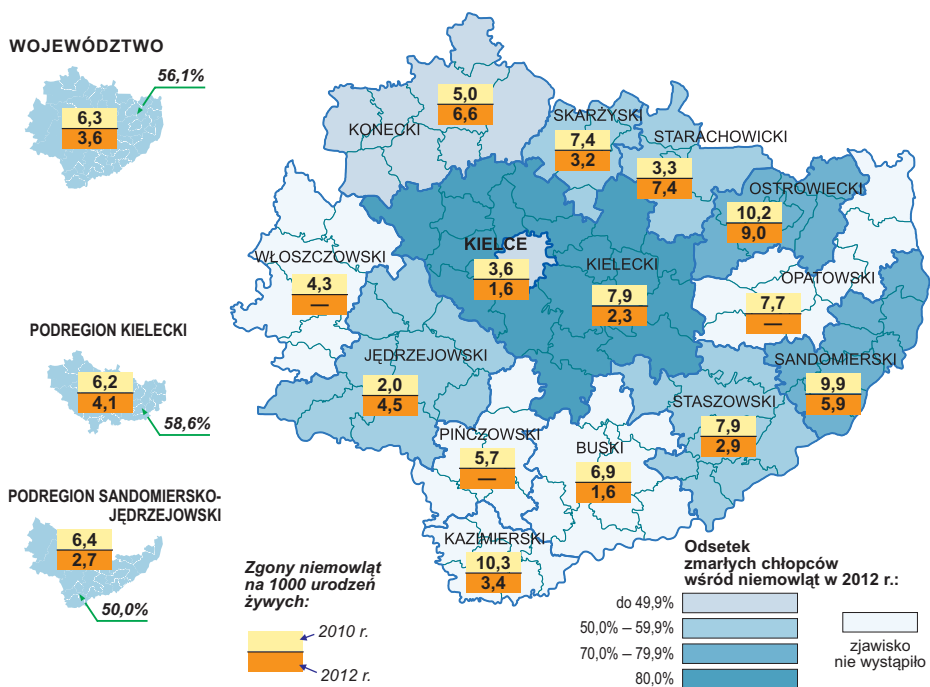 WOJEWÓDZTWO
56,1%
6,3
3,6
PODREGION KIELECKI
6,2
4,1
58,6%
PODREGION SANDOMIERSKO-
JĘDRZEJOWSKI
6,4
2,7
50,0%
KONECKI
5,0
6,6
SKARŻYSKI
7,4
3,2
STARACHOWICKI
3,3
7,4
OSTROWIECKI
10,2
9,0
WŁOSZCZOWSKI
4,3
—
KIELCE
3,6
1,6
KIELECKI
7,9
2,3
OPATOWSKI
7,7
—
JĘDRZEJOWSKI
2,0
4,5
SANDOMIERSKI
9,9
5,9
STASZOWSKI
7,9
2,9
PIŃCZOWSKI
5,7
—
BUSKI
6,9
1,6
KAZIMIERSKI
10,3
3,4
Zgony niemowląt
na 1000 urodzeń
żywych:
2010 r.
2012 r.
Odsetek
zmarłych chłopców
wśród niemowląt w 2012 r.:
do 49,9%
50,0% – 59,9%
70,0% – 79,9%
80,0%
zjawisko
nie wystąpiło